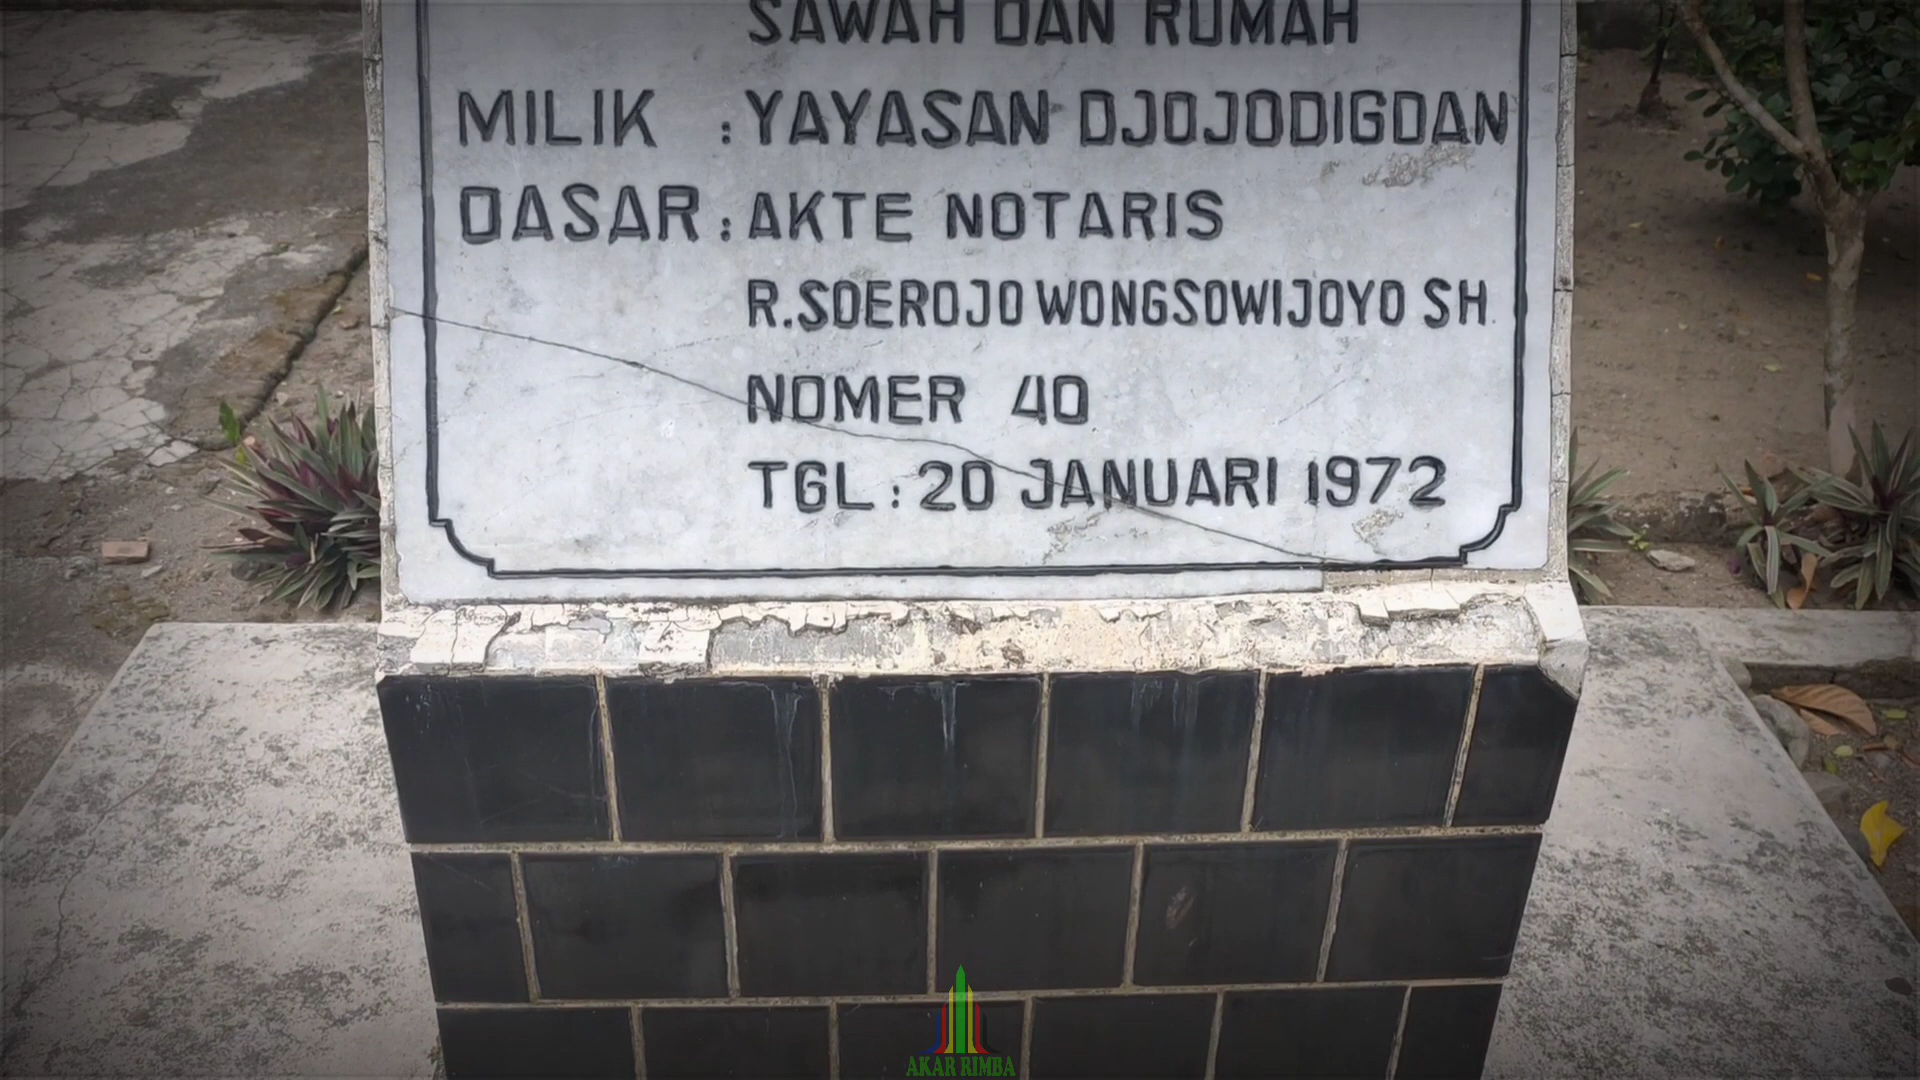 SAWAH DAN RUMAH
MILIK : YAYASAN DJOJODIGDAN
DASAR : AKTE NOTARIS
R.SOEROJO WONGSOWIJOYO SH.
NOMER 40
TGL : 20 JANUARI 1972
AKAR RIMBA